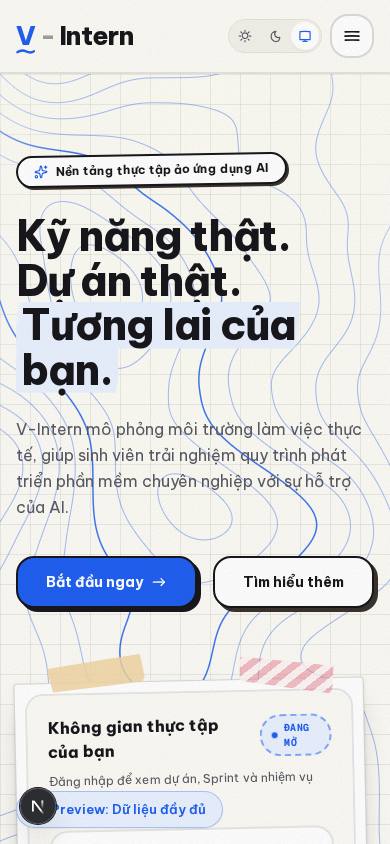 V - Intern
Nền tảng thực tập ảo ứng dụng AI
Kỹ năng thật.
Dự án thật.
Tương lai của
bạn.
V-Intern mô phỏng môi trường làm việc thực
tế, giúp sinh viên trải nghiệm quy trình phát
triển phần mềm chuyên nghiệp với sự hỗ trợ
của AI.
Bắt đầu ngay →
Tìm hiểu thêm
Không gian thực tập
của bạn
ĐANG
MỞ
Đăng nhập để xem dự án, Sprint và nhiệm vụ
N
Preview: Dữ liệu đầy đủ